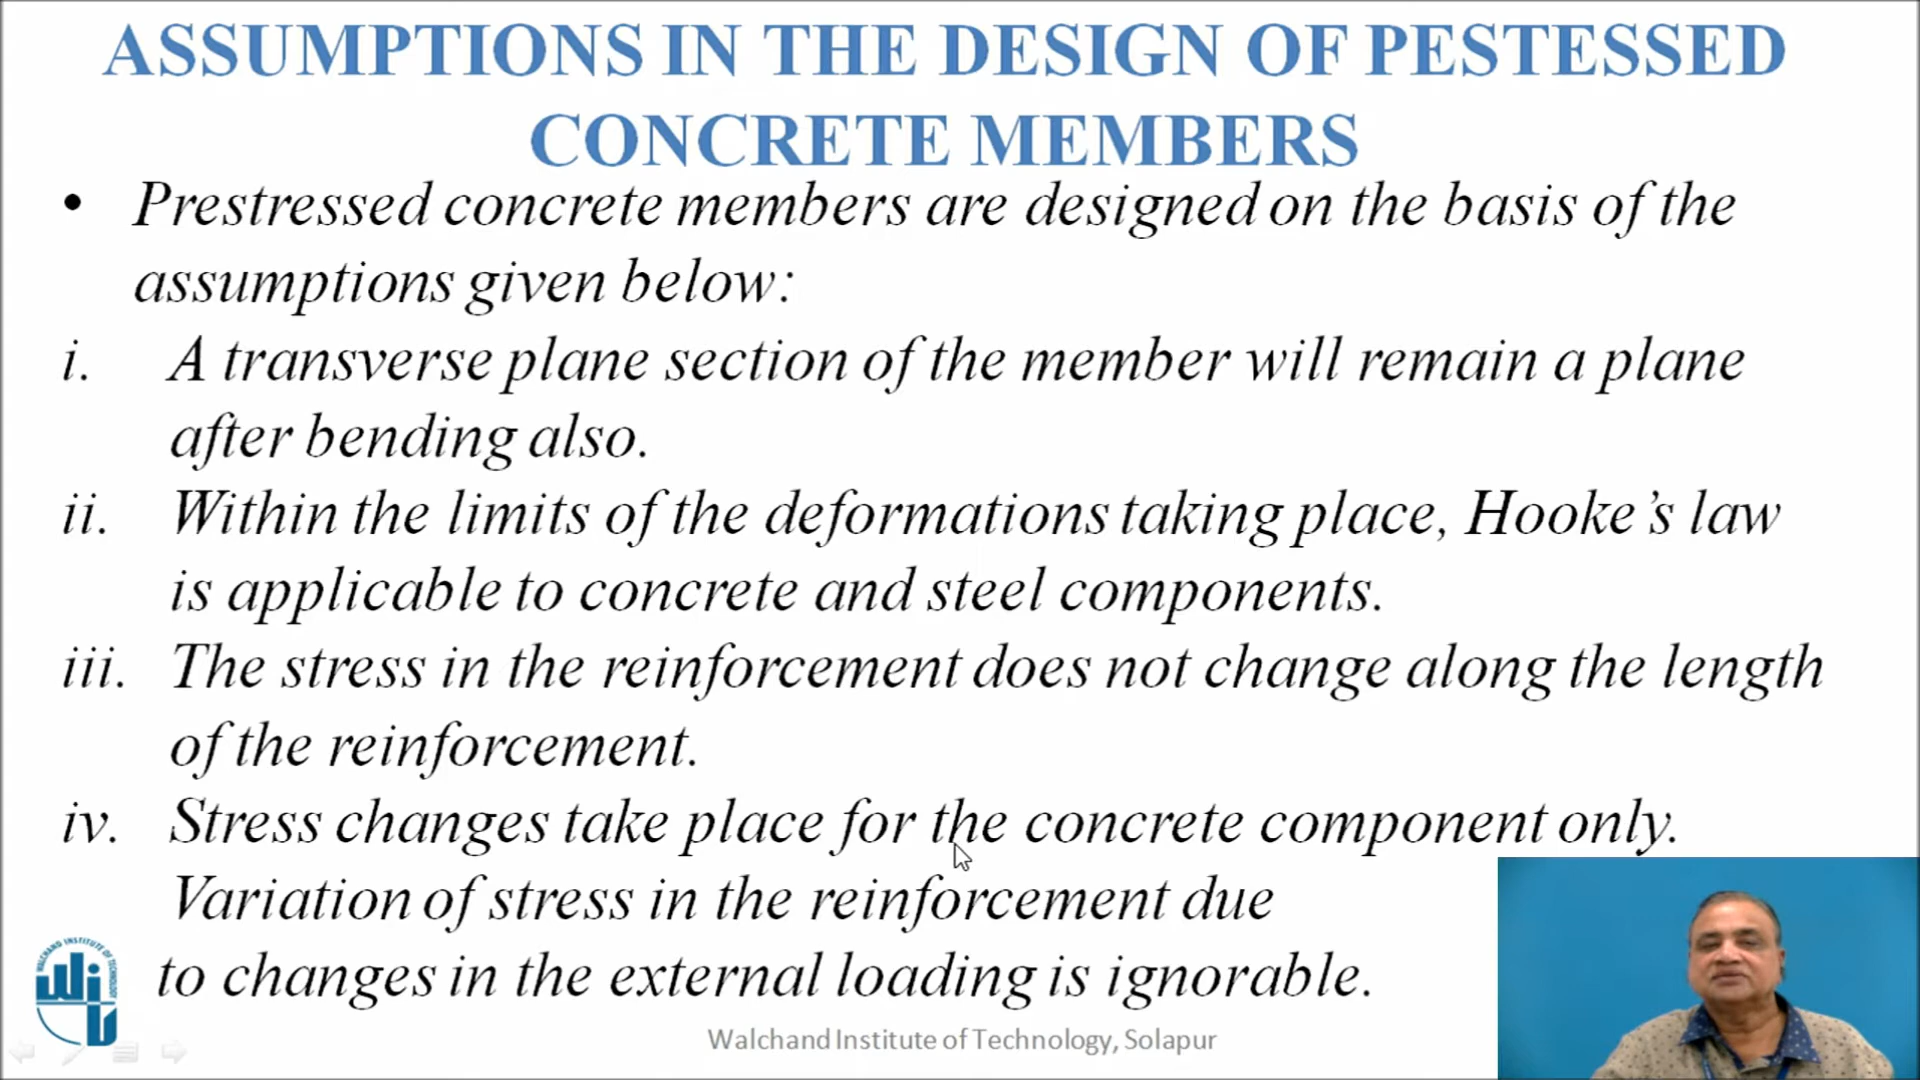 ASSUMPTIONS IN THE DESIGN OF PESTESSED
CONCRETE MEMBERS
• Prestressed concrete members are designed on the basis of the
assumptions given below:
i. A transverse plane section of the member will remain a plane
after bending also.
ii. Within the limits of the deformations taking place, Hooke’s law
is applicable to concrete and steel components.
iii. The stress in the reinforcement does not change along the length
of the reinforcement.
iv. Stress changes take place for the concrete component only.
Variation of stress in the reinforcement due
to changes in the external loading is ignorable.
WALCHAND INSTITUTE OF TECHNOLOGY
Walchand Institute of Technology, Solapur